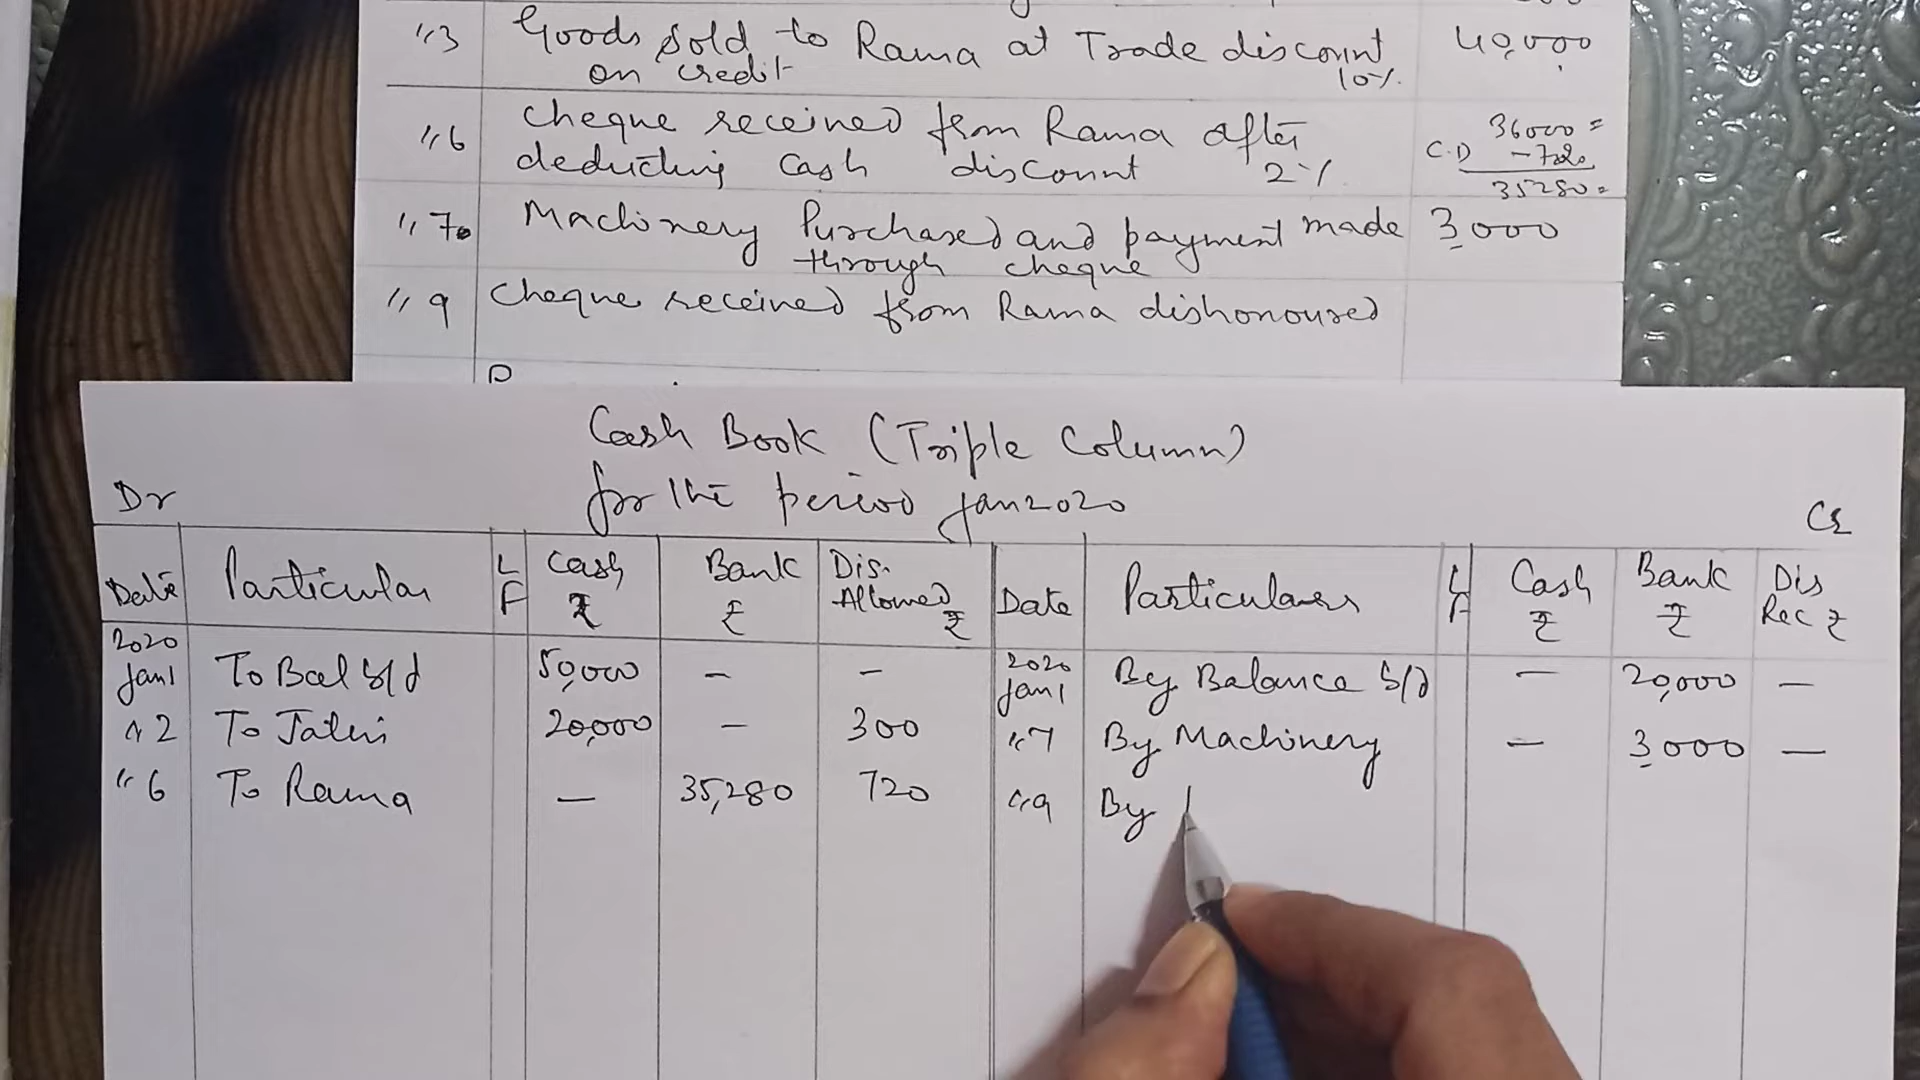 "3 Goods sold to Rama at Trade discount 40,000
on credit 10%.
"6 Cheque received from Rama after 36000=
deducting cash discount 2% C.D -720
35280=
"7 Machinery Purchased and payment made 3,000
through cheque
"9 Cheque received from Rama dishonoured
Cash Book (Triple Column)
Dr for the period Jan 2020 Cr
Date Particular LF Cash ₹ Bank ₹ Dis. Allowed ₹ Date Particulars LF Cash ₹ Bank ₹ Dis Rec ₹
2020 2020
Jan1 To Bal b/d 50,000 - - Jan1 By Balance b/d - 20,000 -
"2 To Jatin 20,000 - 300 "7 By Machinery - 3,000 -
"6 To Rama - 35,280 720 "9 By